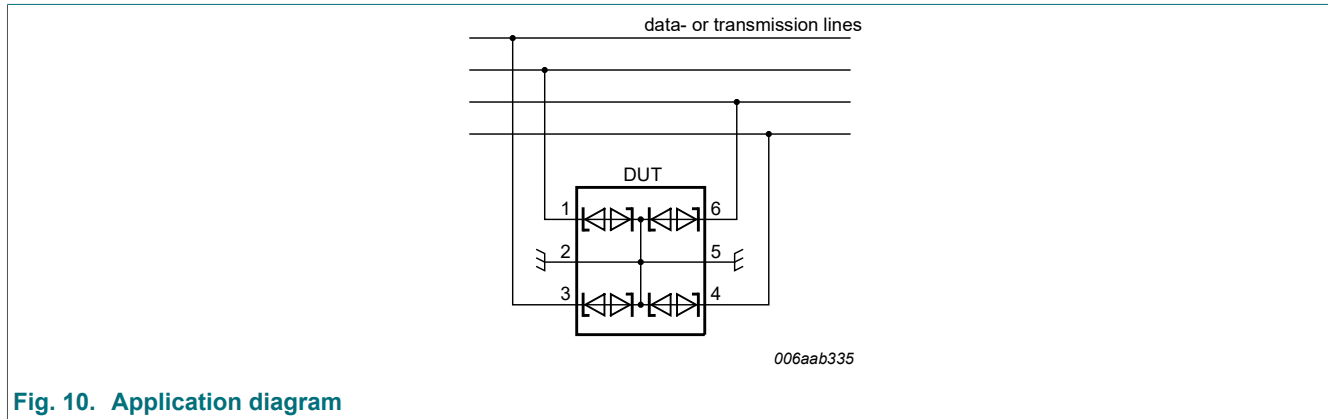 data- or transmission lines
DUT
1
6
2
5
3
4
006aab335
Fig. 10. Application diagram